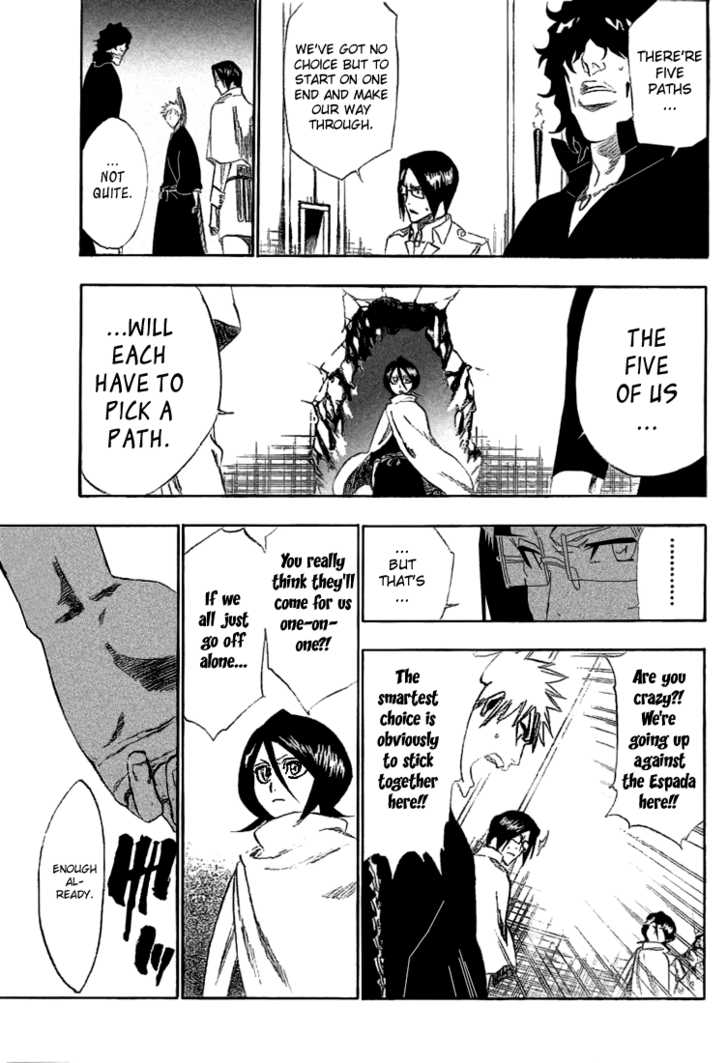 THERE'RE
FIVE
PATHS
...
WE'VE GOT NO
CHOICE BUT TO
START ON ONE
END AND MAKE
OUR WAY
THROUGH.
...
NOT
QUITE.
THE
FIVE
OF US
...
...WILL
EACH
HAVE TO
PICK A
PATH.
.........
...
BUT
THAT'S
...
Are you
crazy?!
We're
going up
against
the Espada
here!!
The
smartest
choice is
obviously
to stick
together
here!!
You really
think they'll
come for us
one-on-
one?!
If we
all just
go off
alone...
ENOUGH
AL-
READY.